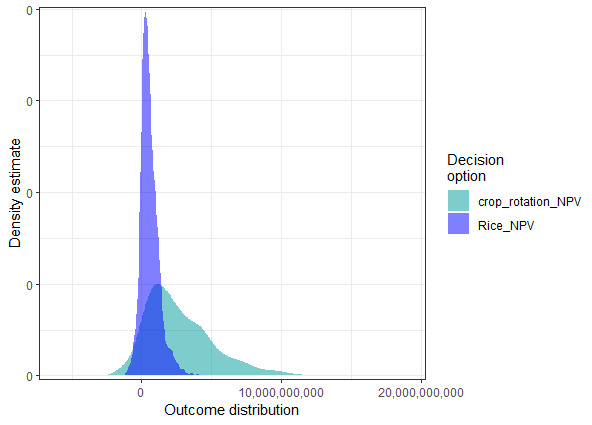 Density estimate
0
0
0
0
0
0
10,000,000,000
20,000,000,000
Outcome distribution
Decision
option
crop_rotation_NPV
Rice_NPV